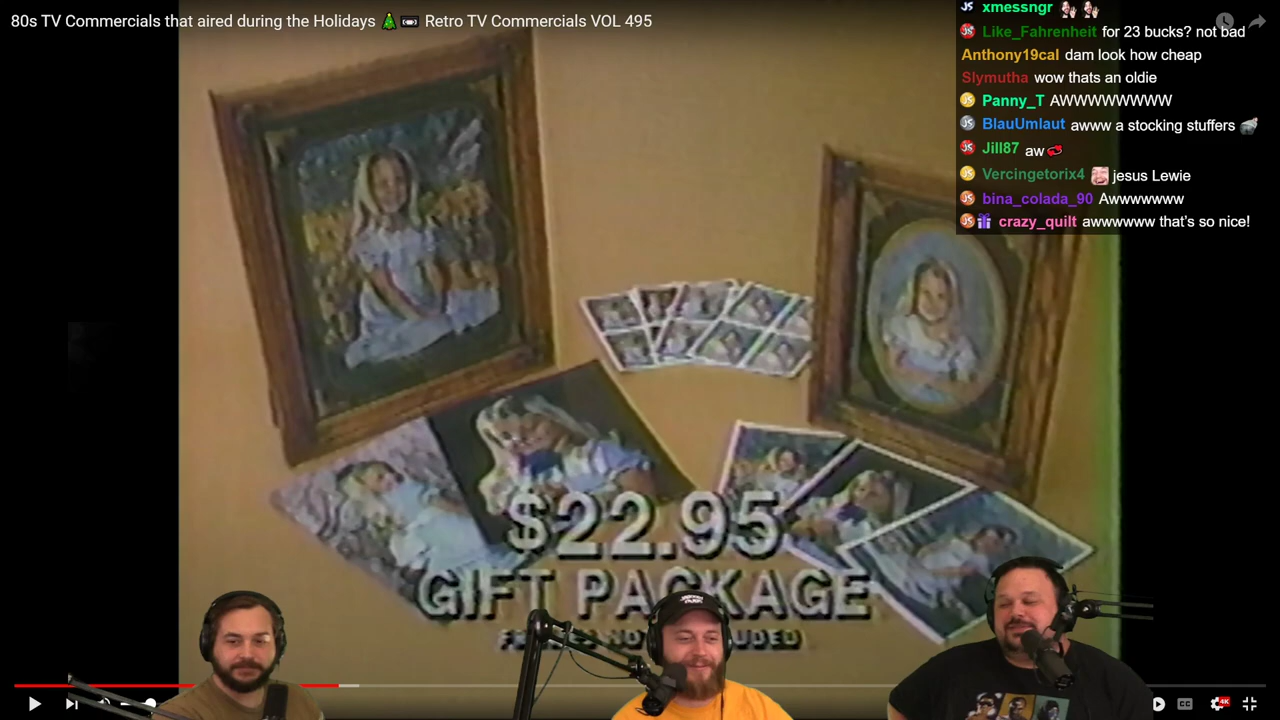 80s TV Commercials that aired during the Holidays 🎄📼 Retro TV Commercials VOL 495
xmessngr
Like_Fahrenheit for 23 bucks? not bad
Anthony19cal dam look how cheap
Slymutha wow thats an oldie
Panny_T AWWWWWWWWW
BlauUmlaut awww a stocking stuffers
Jill87 aw
Vercingetorix4 jesus Lewie
bina_colada_90 Awwwwwww
crazy_quilt awwwwww that's so nice!
$22.95
GIFT PACKAGE